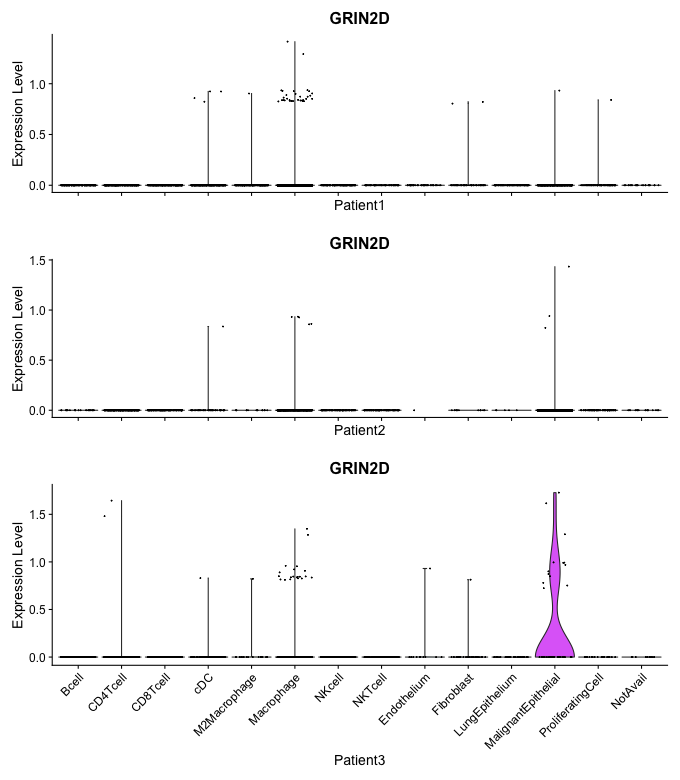 GRIN2D
Expression Level
1.0
0.5
0.0
Patient1
GRIN2D
Expression Level
1.5
1.0
0.5
0.0
Patient2
GRIN2D
Expression Level
1.5
1.0
0.5
0.0
Bcell
CD4Tcell
CD8Tcell
cDC
M2Macrophage
Macrophage
NKcell
NKTcell
Endothelium
Fibroblast
LungEpithelium
MalignantEpithelial
ProliferatingCell
NotAvail
Patient3